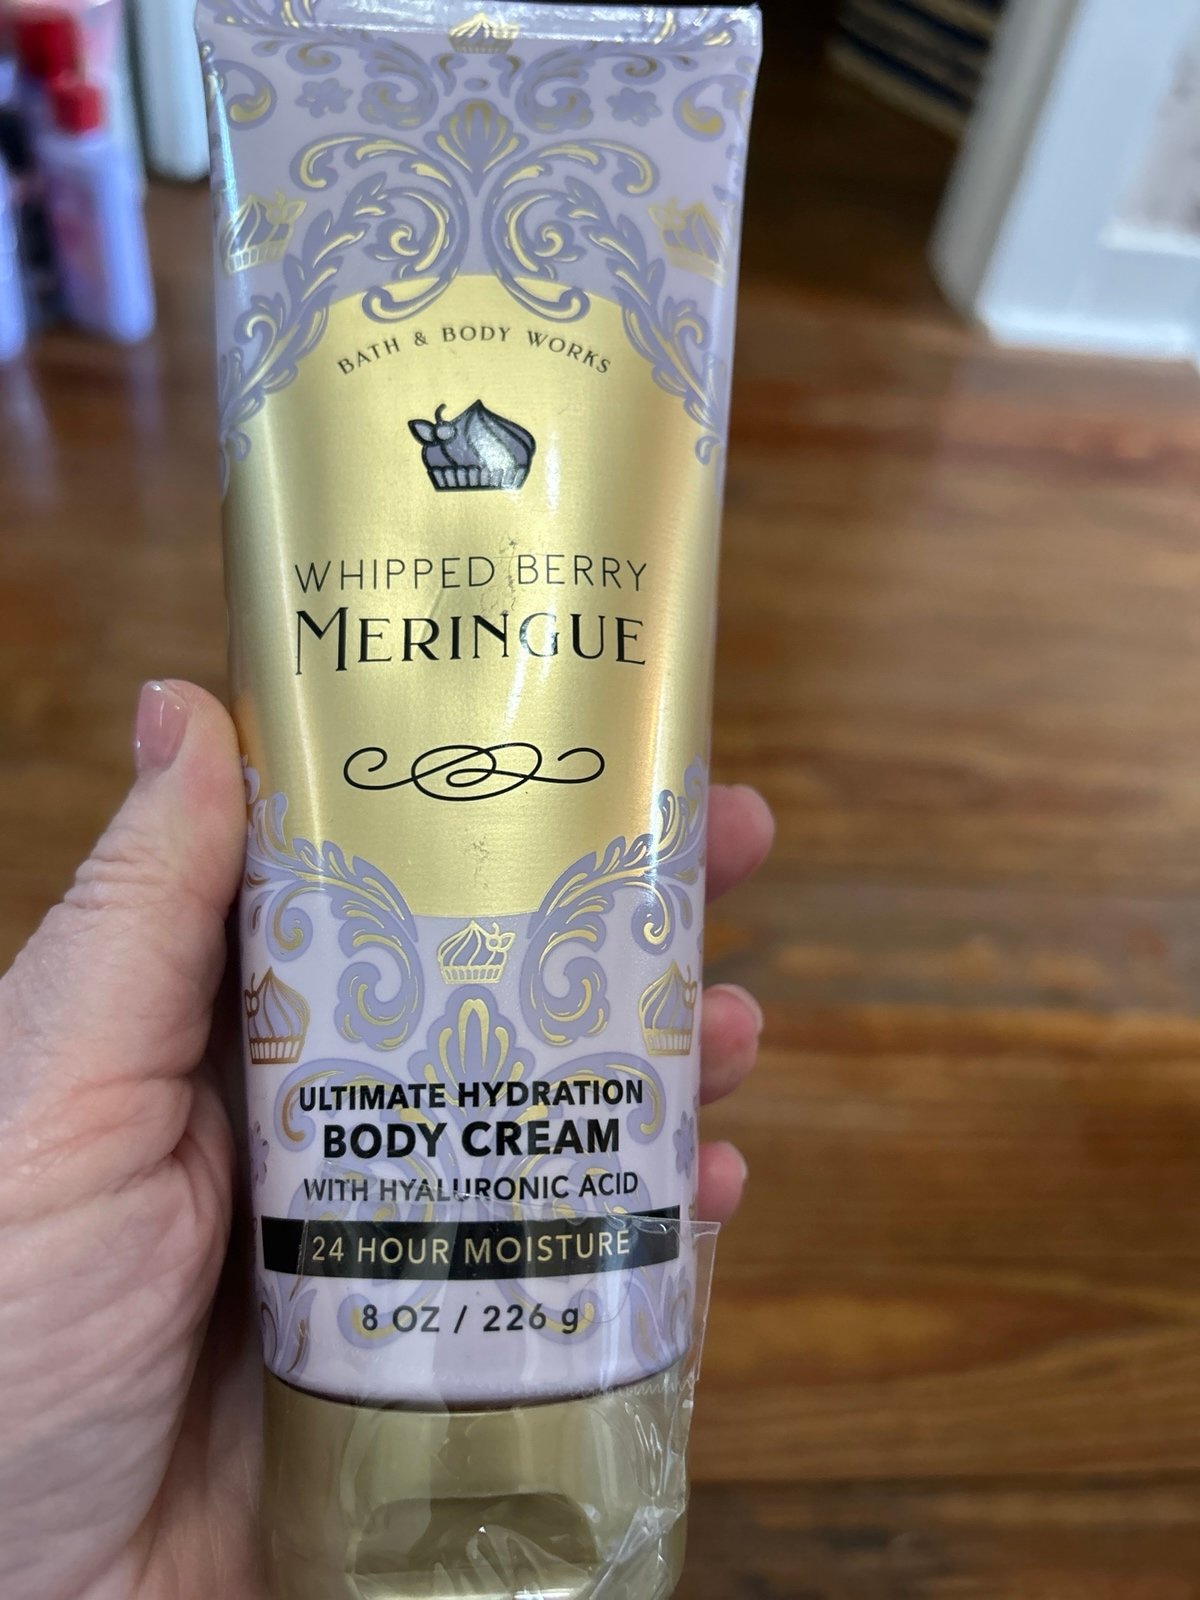 BATH & BODY WORKS
WHIPPED BERRY
MERINGUE
ULTIMATE HYDRATION
BODY CREAM
WITH HYALURONIC ACID
24 HOUR MOISTURE
8 OZ / 226 g